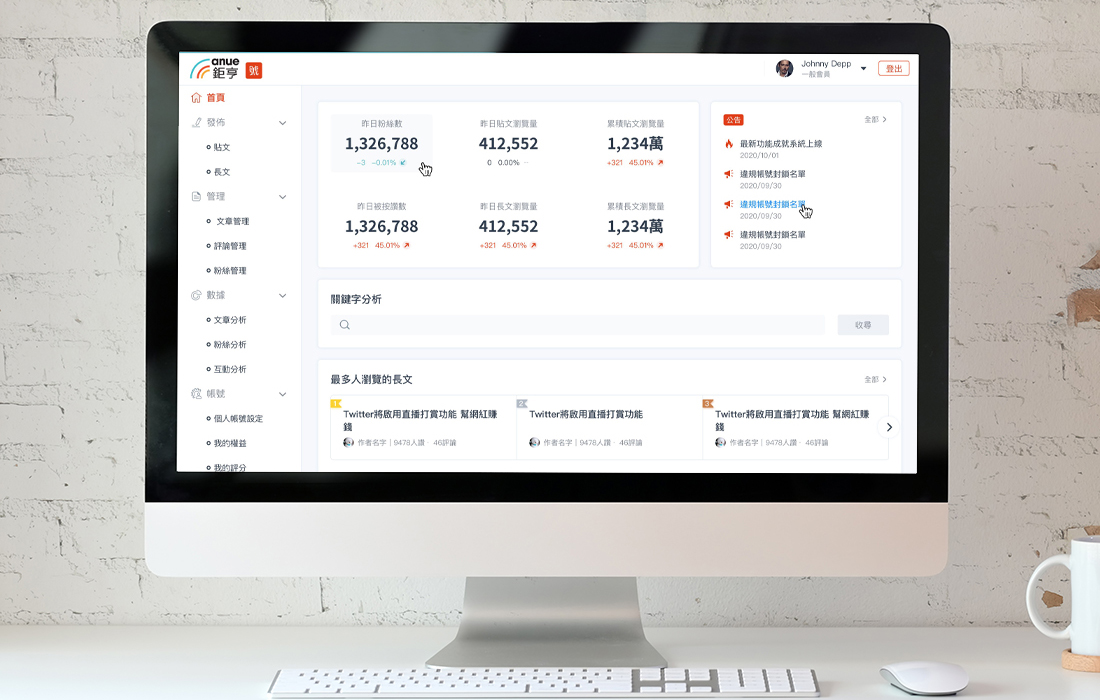 anue
鉅亨 號
Johnny Depp
一般會員
登出
首頁
發佈
貼文
長文
管理
文章管理
評論管理
粉絲管理
數據
文章分析
粉絲分析
互動分析
帳號
個人帳號設定
我的權益
我的評分
昨日粉絲數
1,326,788
-3 -0.01%
昨日貼文瀏覽量
412,552
0 0.00% --
累積貼文瀏覽量
1,234萬
+321 45.01%
昨日被按讚數
1,326,788
+321 45.01%
昨日長文瀏覽量
412,552
+321 45.01%
累積長文瀏覽量
1,234萬
+321 45.01%
公告 全部
最新功能成就系統上線
2020/10/01
違規帳號封鎖名單
2020/09/30
違規帳號封鎖名單
2020/09/30
違規帳號封鎖名單
2020/09/30
關鍵字分析
收尋
最多人瀏覽的長文 全部
1
Twitter將啟用直播打賞功能 幫網紅賺
錢
作者名字｜9478人讚 · 46評論
2
Twitter將啟用直播打賞功能
作者名字｜9478人讚 · 46評論
3
Twitter將啟用直播打賞功能 幫網紅賺
錢
作者名字｜9478人讚 · 46評論